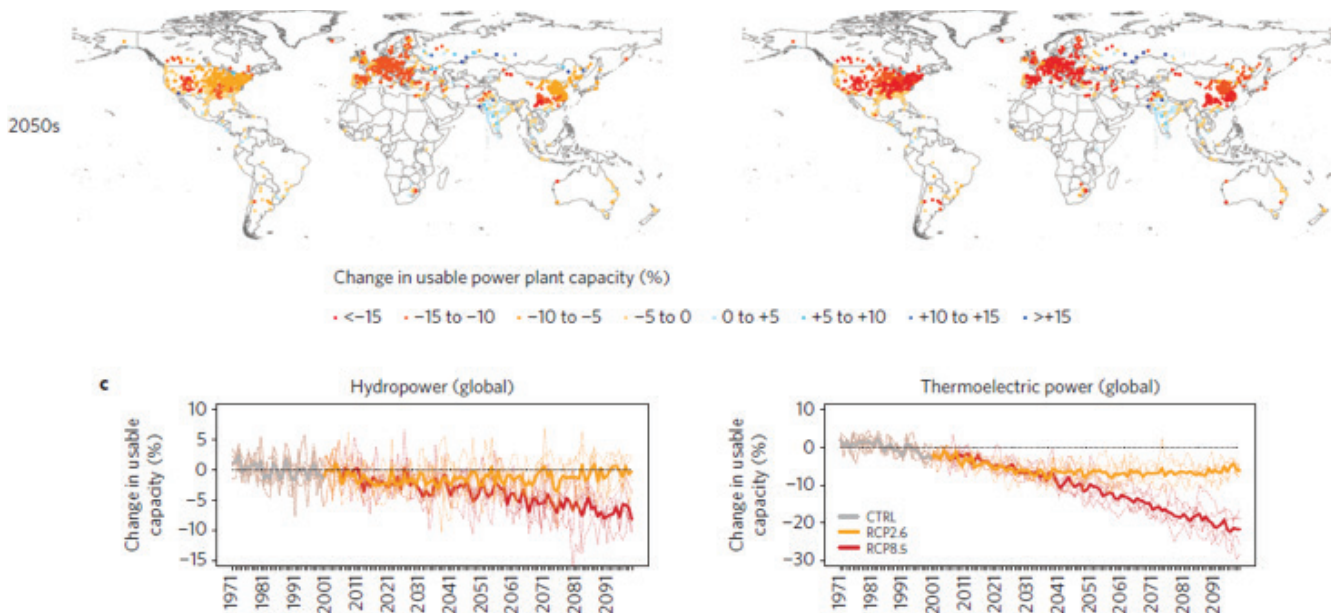 2050s
Change in usable power plant capacity (%)
<−15 −15 to −10 −10 to −5 −5 to 0 0 to +5 +5 to +10 +10 to +15 >+15
c
Hydropower (global)
Change in usable
capacity (%)
10
5
0
−5
−10
−15
1971 1981 1991 2001 2011 2021 2031 2041 2051 2061 2071 2081 2091
Thermoelectric power (global)
Change in usable
capacity (%)
10
0
−10
−20
−30
CTRL
RCP2.6
RCP8.5
1971 1981 1991 2001 2011 2021 2031 2041 2051 2061 2071 2081 2091